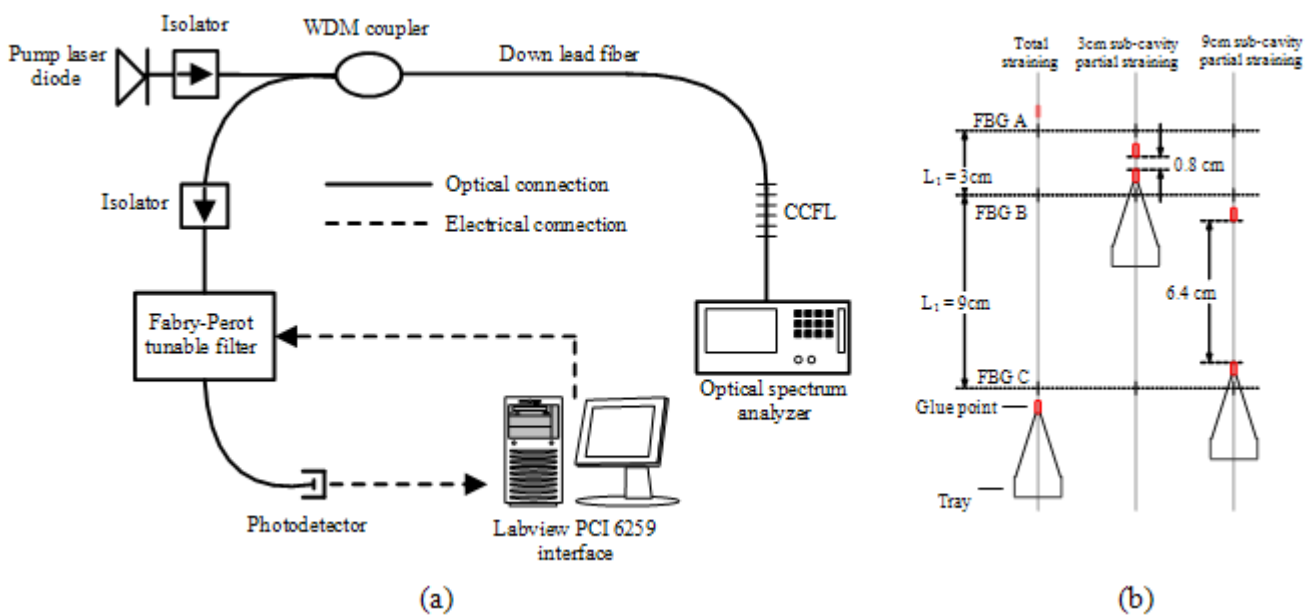 Isolator
WDM coupler
Pump laser
diode
Down lead fiber
Isolator
Optical connection
Electrical connection
CCFL
Fabry-Perot
tunable filter
Optical spectrum
analyzer
Photodetector
Labview PCI 6259
interface
(a)
Total
straining
3cm sub-cavity
partial straining
9cm sub-cavity
partial straining
FBG A
0.8 cm
L₁ = 3cm
FBG B
6.4 cm
L₁ = 9cm
FBG C
Glue point
Tray
(b)